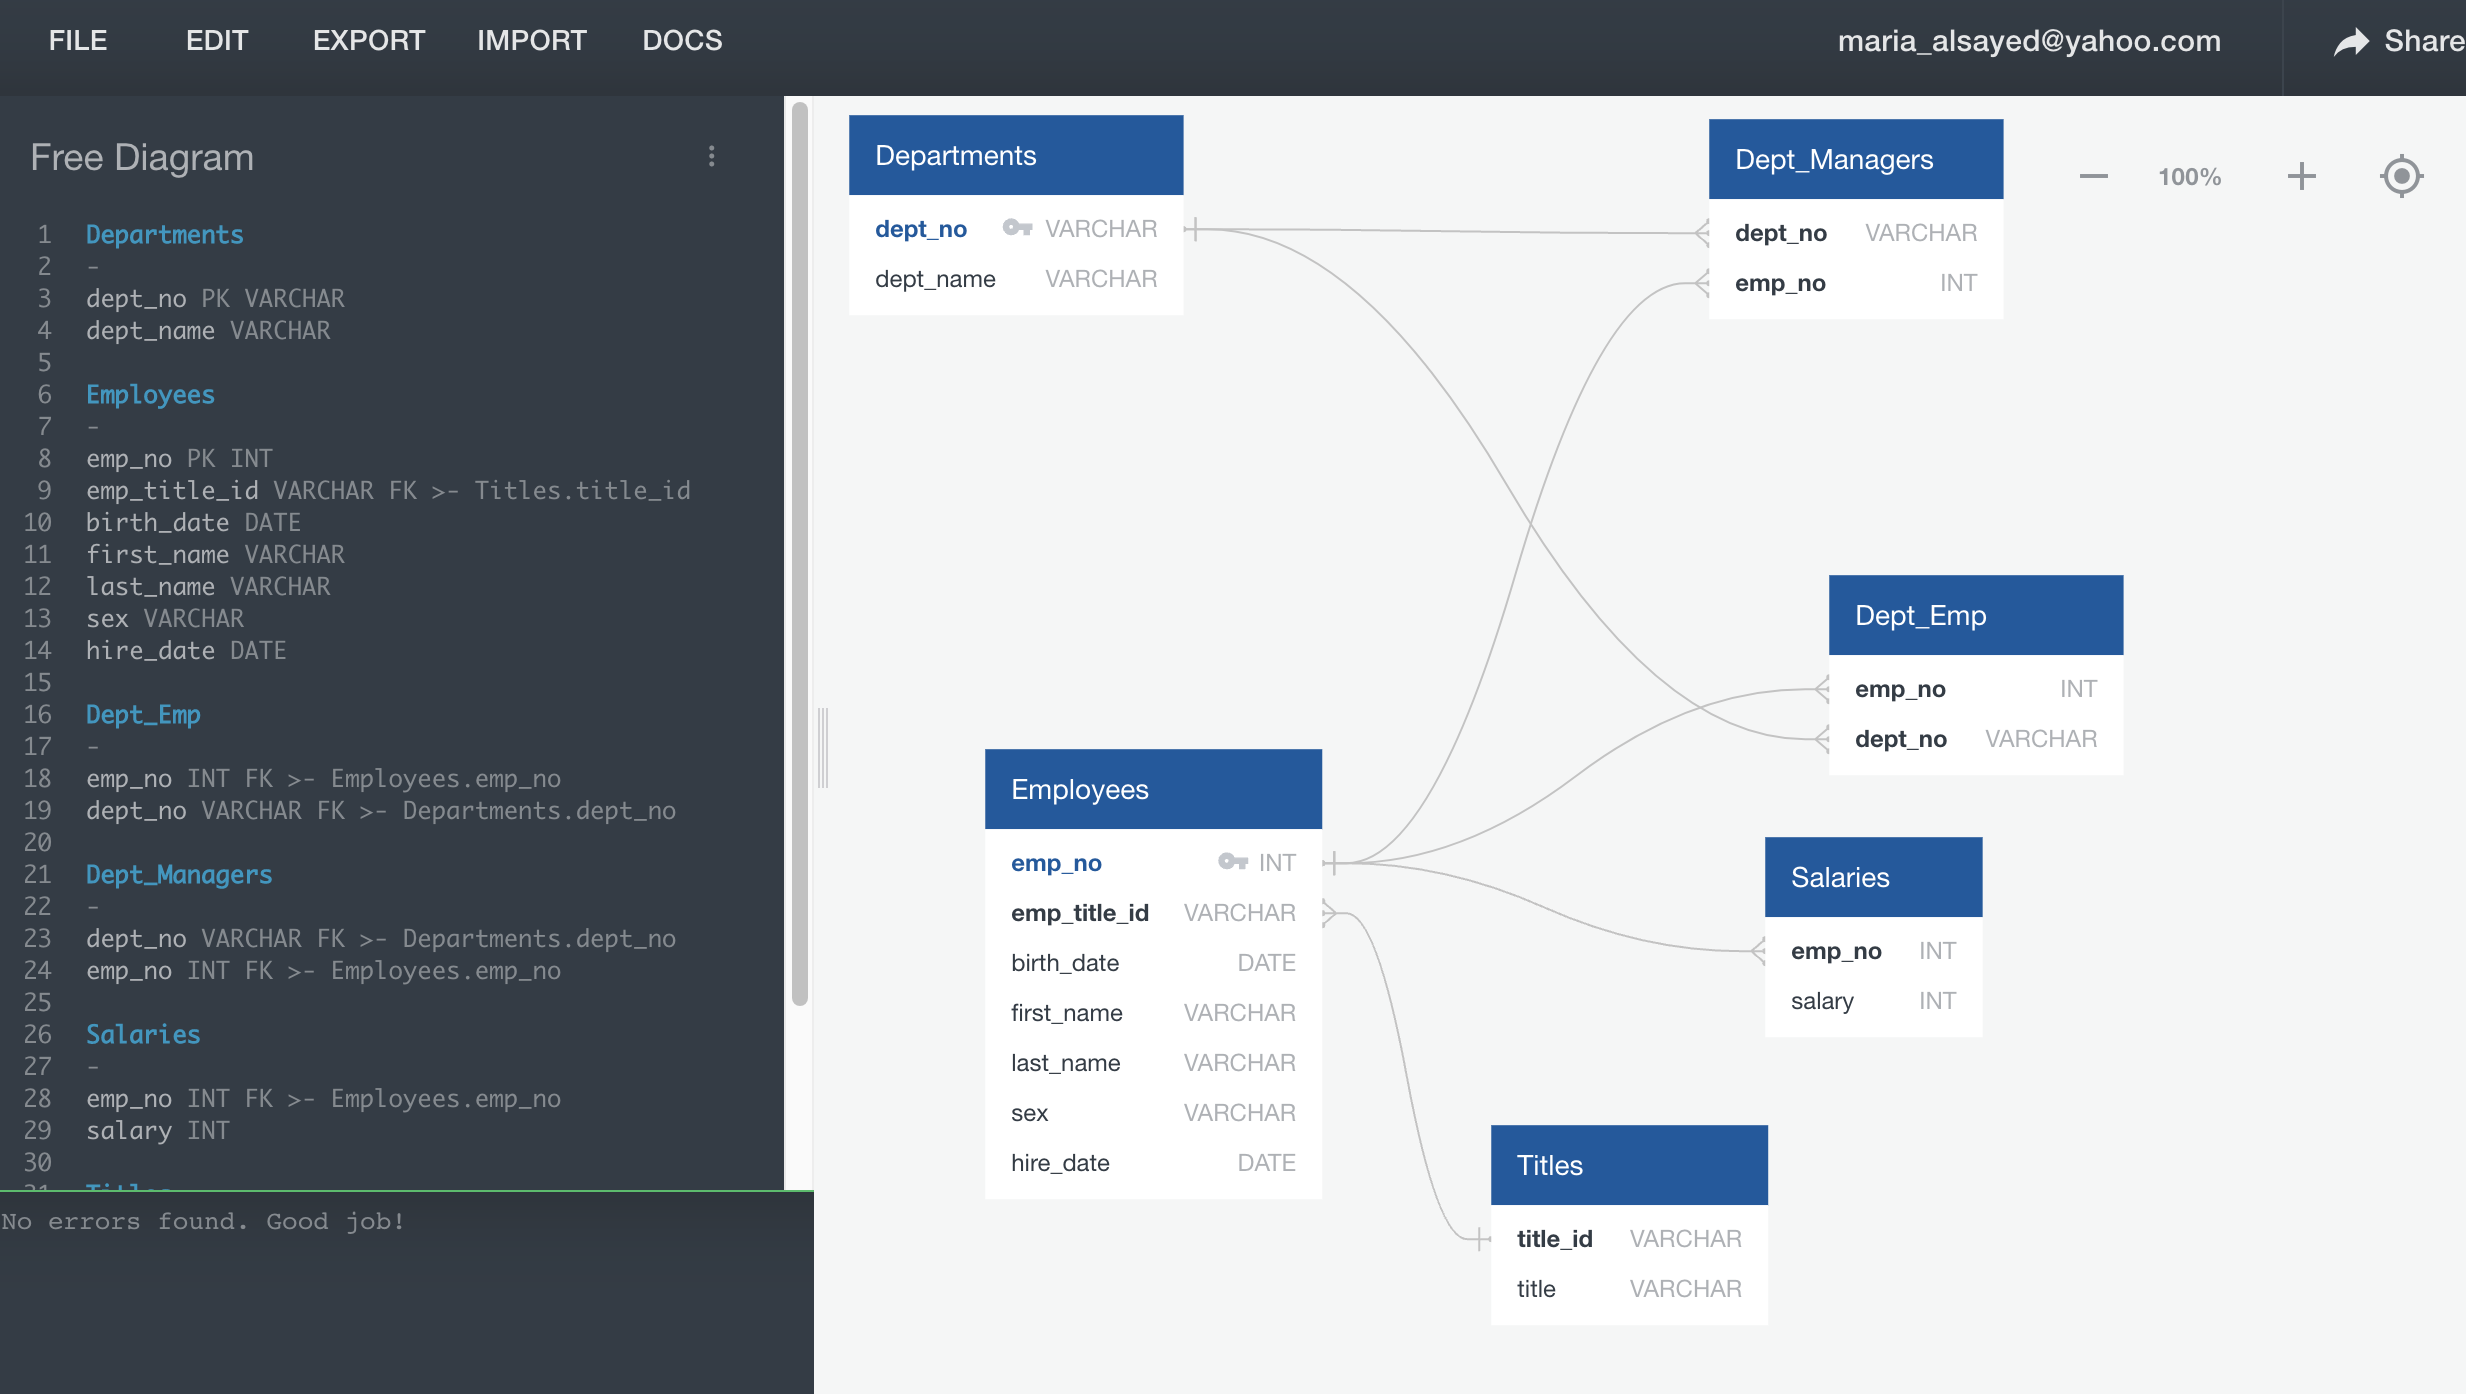 FILE EDIT EXPORT IMPORT DOCS maria_alsayed@yahoo.com Share
Free Diagram
1 Departments
2 -
3 dept_no PK VARCHAR
4 dept_name VARCHAR
5
6 Employees
7 -
8 emp_no PK INT
9 emp_title_id VARCHAR FK >- Titles.title_id
10 birth_date DATE
11 first_name VARCHAR
12 last_name VARCHAR
13 sex VARCHAR
14 hire_date DATE
15
16 Dept_Emp
17 -
18 emp_no INT FK >- Employees.emp_no
19 dept_no VARCHAR FK >- Departments.dept_no
20
21 Dept_Managers
22 -
23 dept_no VARCHAR FK >- Departments.dept_no
24 emp_no INT FK >- Employees.emp_no
25
26 Salaries
27 -
28 emp_no INT FK >- Employees.emp_no
29 salary INT
30
31 Titles
No errors found. Good job!
Departments
dept_no VARCHAR
dept_name VARCHAR
Dept_Managers
dept_no VARCHAR
emp_no INT
100%
Dept_Emp
emp_no INT
dept_no VARCHAR
Employees
emp_no INT
emp_title_id VARCHAR
birth_date DATE
first_name VARCHAR
last_name VARCHAR
sex VARCHAR
hire_date DATE
Salaries
emp_no INT
salary INT
Titles
title_id VARCHAR
title VARCHAR